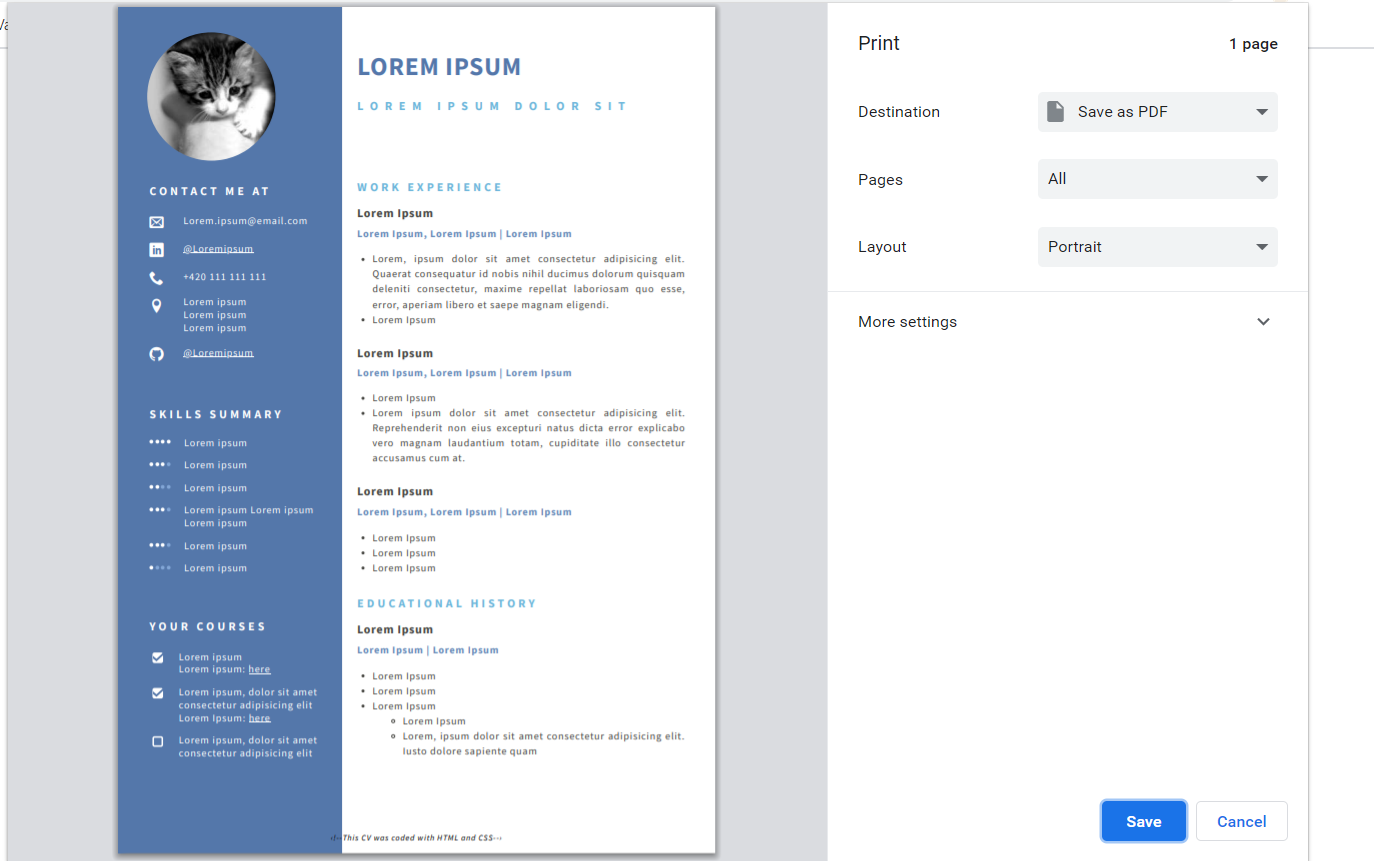 LOREM IPSUM
LOREM IPSUM DOLOR SIT
CONTACT ME AT
Lorem.ipsum@email.com
@Loremipsum
+420 111 111 111
Lorem ipsum
Lorem ipsum
Lorem ipsum
@Loremipsum
SKILLS SUMMARY
Lorem ipsum
Lorem ipsum
Lorem ipsum
Lorem ipsum Lorem ipsum
Lorem ipsum
Lorem ipsum
Lorem ipsum
YOUR COURSES
Lorem ipsum
Lorem ipsum: here
Lorem ipsum, dolor sit amet
consectetur adipisicing elit
Lorem Ipsum: here
Lorem ipsum, dolor sit amet
consectetur adipisicing elit
WORK EXPERIENCE
Lorem Ipsum
Lorem Ipsum, Lorem Ipsum | Lorem Ipsum
• Lorem, ipsum dolor sit amet consectetur adipisicing elit.
Quaerat consequatur id nobis nihil ducimus dolorum quisquam
deleniti consectetur, maxime repellat laboriosam quo esse,
error, aperiam libero et saepe magnam eligendi.
• Lorem Ipsum
Lorem Ipsum
Lorem Ipsum, Lorem Ipsum | Lorem Ipsum
• Lorem Ipsum
• Lorem ipsum dolor sit amet consectetur adipisicing elit.
Reprehenderit non eius excepturi natus dicta error explicabo
vero magnam laudantium totam, cupiditate illo consectetur
accusamus cum at.
Lorem Ipsum
Lorem Ipsum, Lorem Ipsum | Lorem Ipsum
• Lorem Ipsum
• Lorem Ipsum
• Lorem Ipsum
EDUCATIONAL HISTORY
Lorem Ipsum
Lorem Ipsum | Lorem Ipsum
• Lorem Ipsum
• Lorem Ipsum
• Lorem Ipsum
Lorem Ipsum
Lorem, ipsum dolor sit amet consectetur adipisicing elit.
Iusto dolore sapiente quam
<!--This CV was coded with HTML and CSS-->
Print
1 page
Destination
Save as PDF
Pages
All
Layout
Portrait
More settings
Save
Cancel